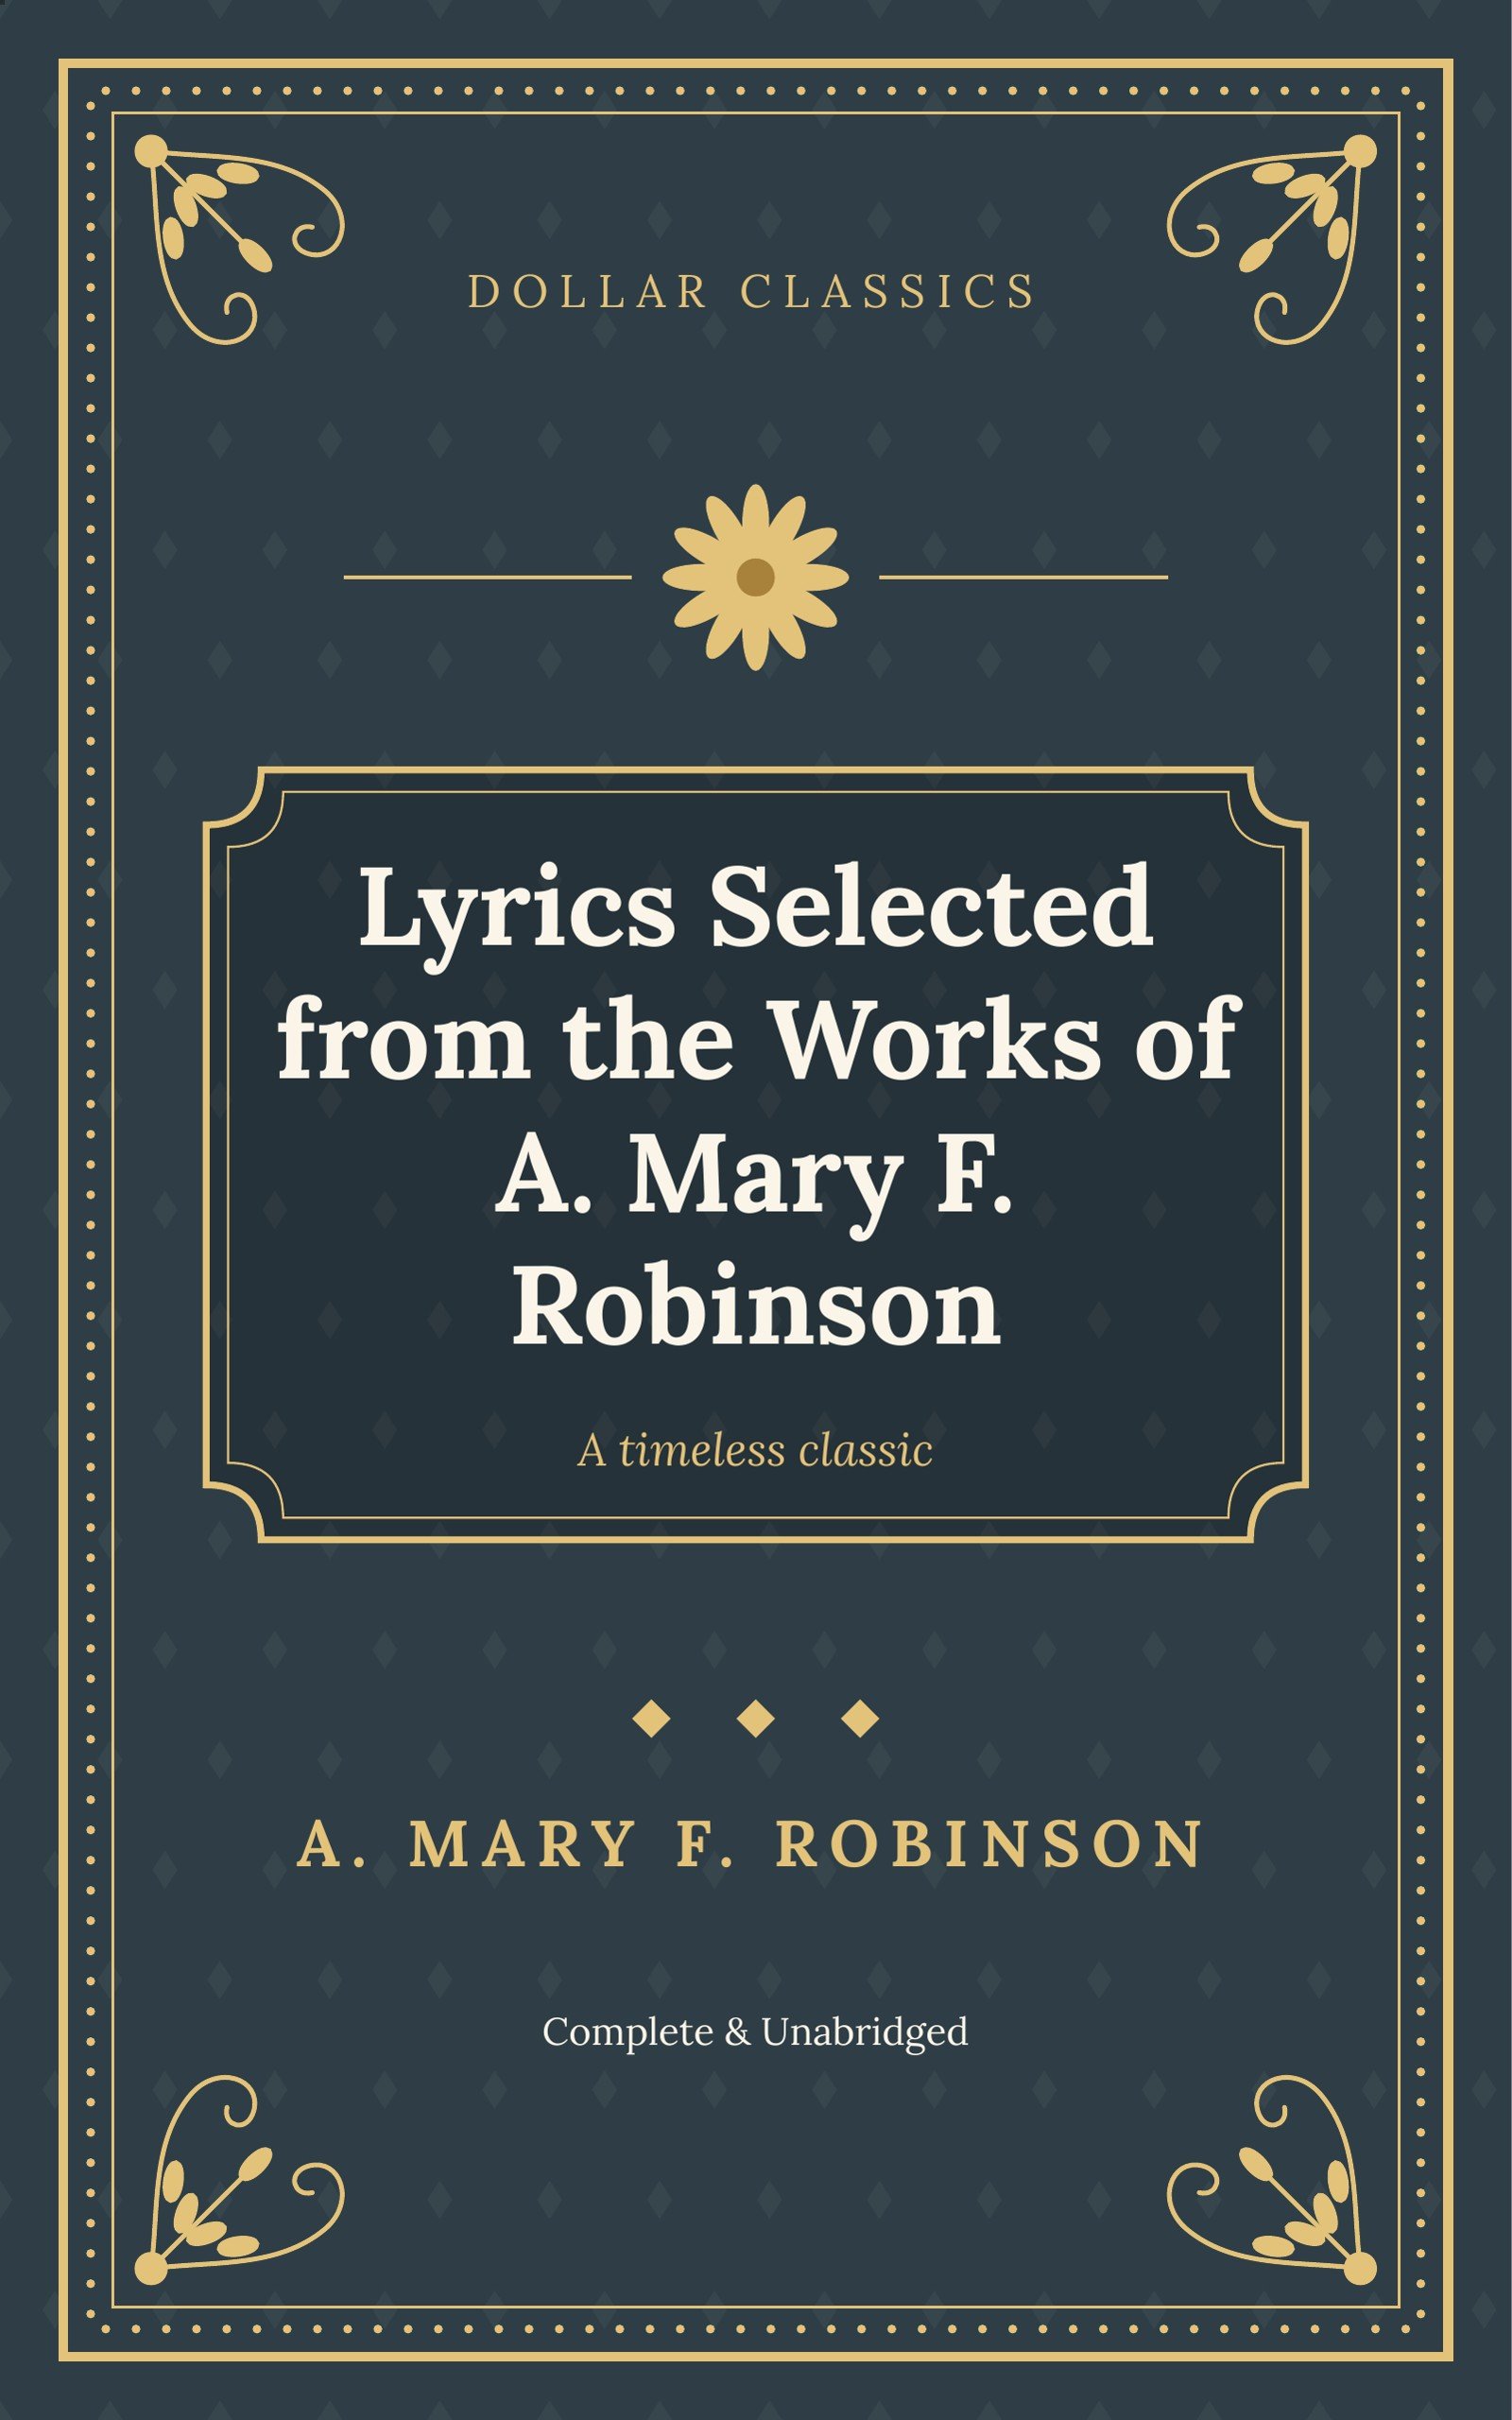 DOLLAR CLASSICS
Lyrics Selected
from the Works of
A. Mary F.
Robinson
A timeless classic
A. MARY F. ROBINSON
Complete & Unabridged